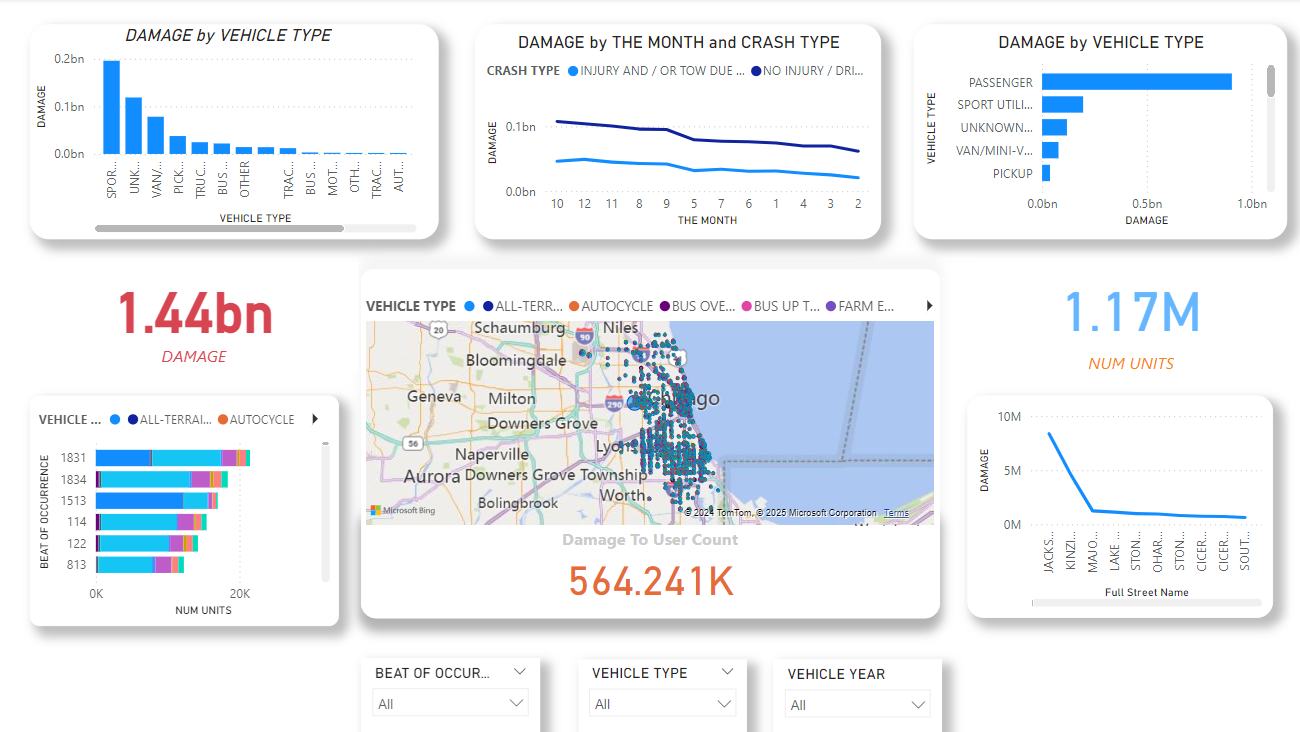 DAMAGE by VEHICLE TYPE
0.2bn
0.1bn
0.0bn
DAMAGE
SPOR...
UNK...
VAN/...
PICK...
TRUC...
BUS ...
OTHER
TRAC...
BUS ...
MOT...
OTH...
TRAC...
AUT...
VEHICLE TYPE
DAMAGE by THE MONTH and CRASH TYPE
CRASH TYPE INJURY AND / OR TOW DUE ... NO INJURY / DRI...
0.1bn
0.0bn
DAMAGE
10 12 11 8 9 5 7 6 1 4 3 2
THE MONTH
DAMAGE by VEHICLE TYPE
VEHICLE TYPE
PASSENGER
SPORT UTILI...
UNKNOWN...
VAN/MINI-V...
PICKUP
0.0bn 0.5bn 1.0bn
DAMAGE
1.44bn
DAMAGE
VEHICLE TYPE ALL-TERR... AUTOCYCLE BUS OVE... BUS UP T... FARM E...
Schaumburg
Niles
20
90
Bloomingdale
Geneva
Milton
290
Chicago
Downers Grove
56
Lyons
Naperville
Aurora
Downers Grove Township
Worth
Bolingbrook
Microsoft Bing
© 2024 TomTom, © 2025 Microsoft Corporation Terms
Damage To User Count
564.241K
1.17M
NUM UNITS
VEHICLE ... ALL-TERRAI... AUTOCYCLE
BEAT OF OCCURRENCE
1831
1834
1513
114
122
813
0K 20K
NUM UNITS
10M
5M
0M
DAMAGE
JACKS...
KINZI...
MAJO...
LAKE ...
STON...
OHAR...
STON...
CICER...
CICER...
SOUT...
Full Street Name
BEAT OF OCCUR...
All
VEHICLE TYPE
All
VEHICLE YEAR
All